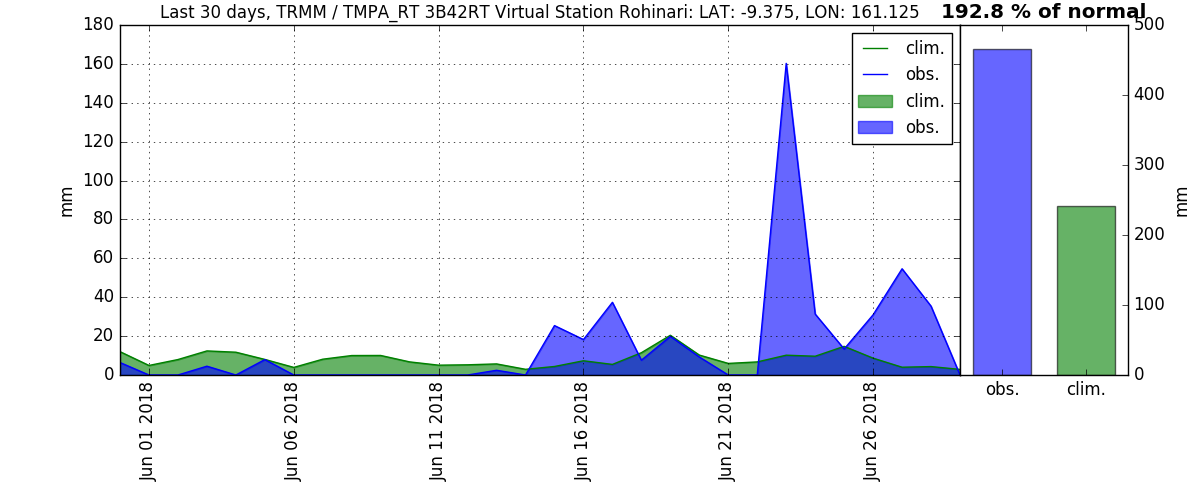 Last 30 days, TRMM / TMPA_RT 3B42RT Virtual Station Rohinari: LAT: -9.375, LON: 161.125
192.8 % of normal
180
160
140
120
100
80
60
40
20
0
mm
clim.
obs.
clim.
obs.
Jun 01 2018
Jun 06 2018
Jun 11 2018
Jun 16 2018
Jun 21 2018
Jun 26 2018
500
400
300
200
100
0
mm
obs.
clim.